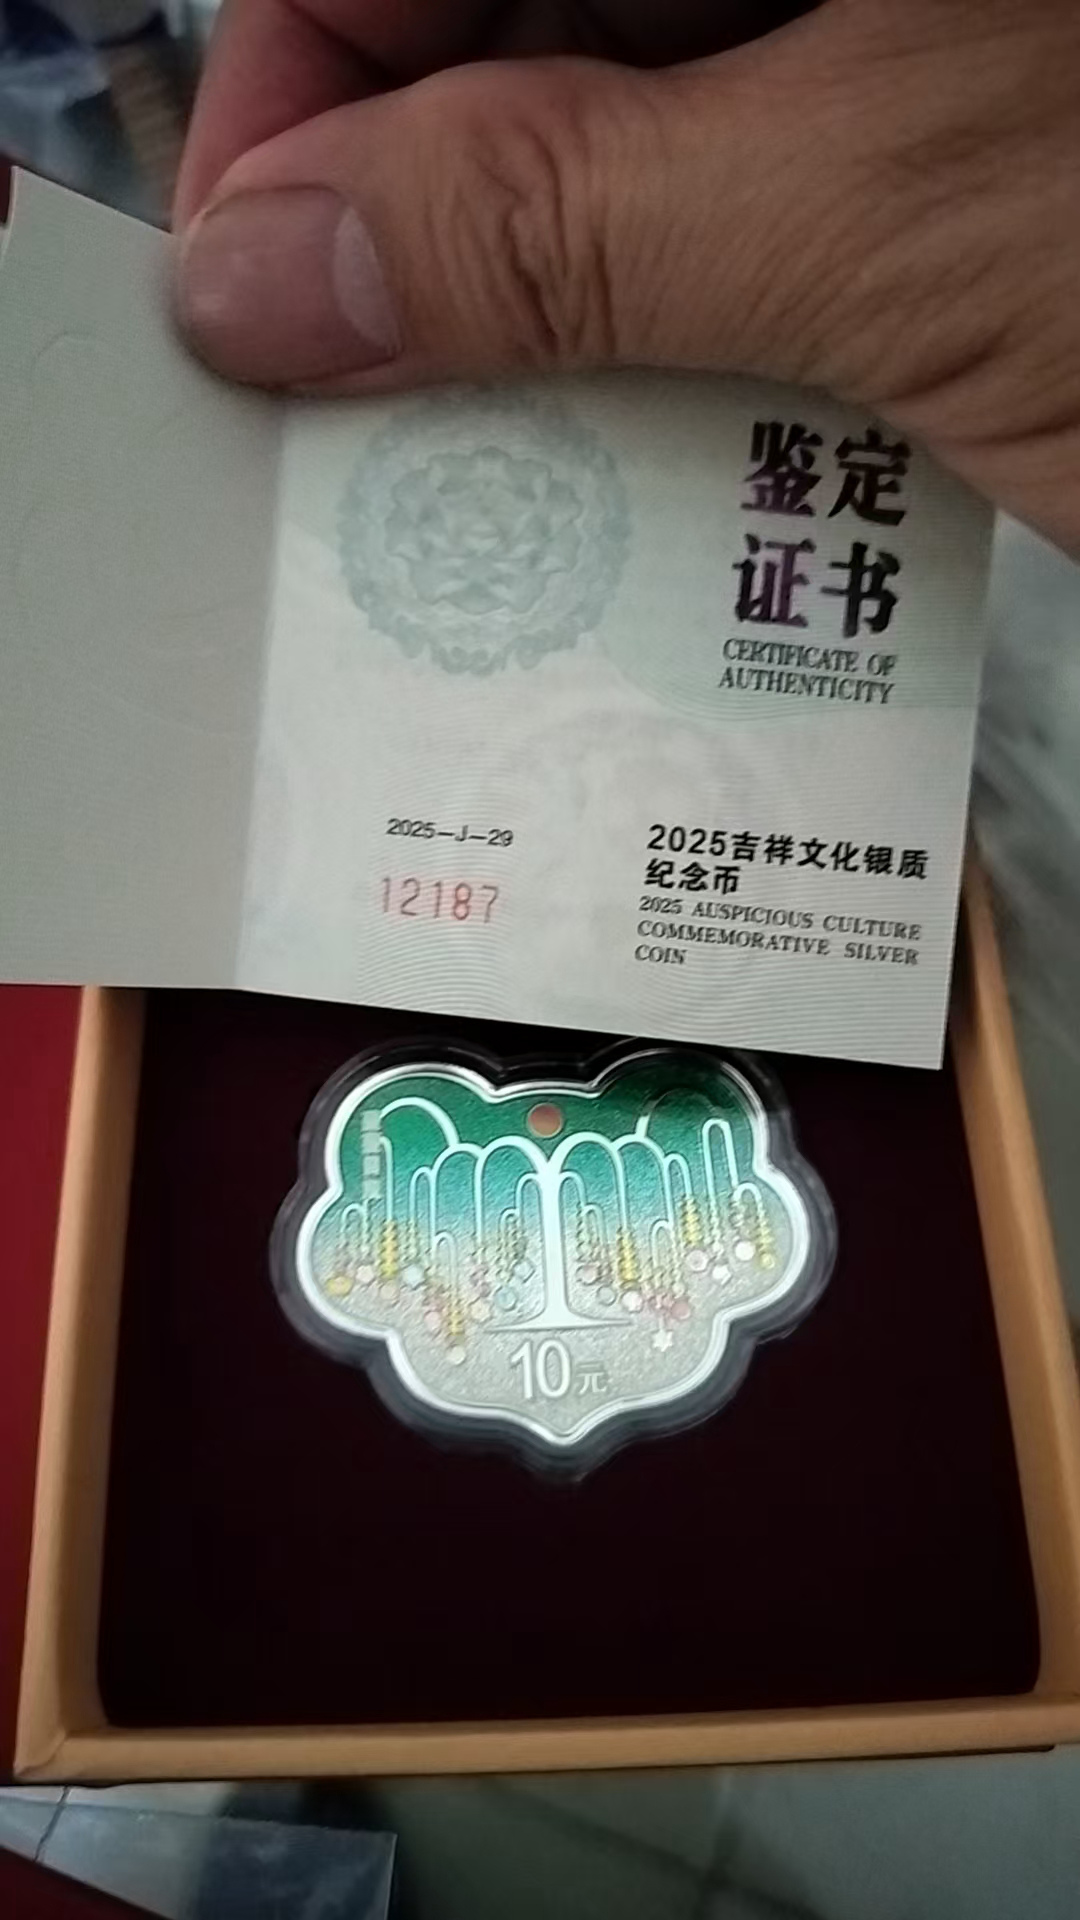 鉴定
证书
CERTIFICATE OF
AUTHENTICITY
2025-J-29
12187
2025吉祥文化银质
纪念币
2025 AUSPICIOUS CULTURE
COMMEMORATIVE SILVER
COIN
10元